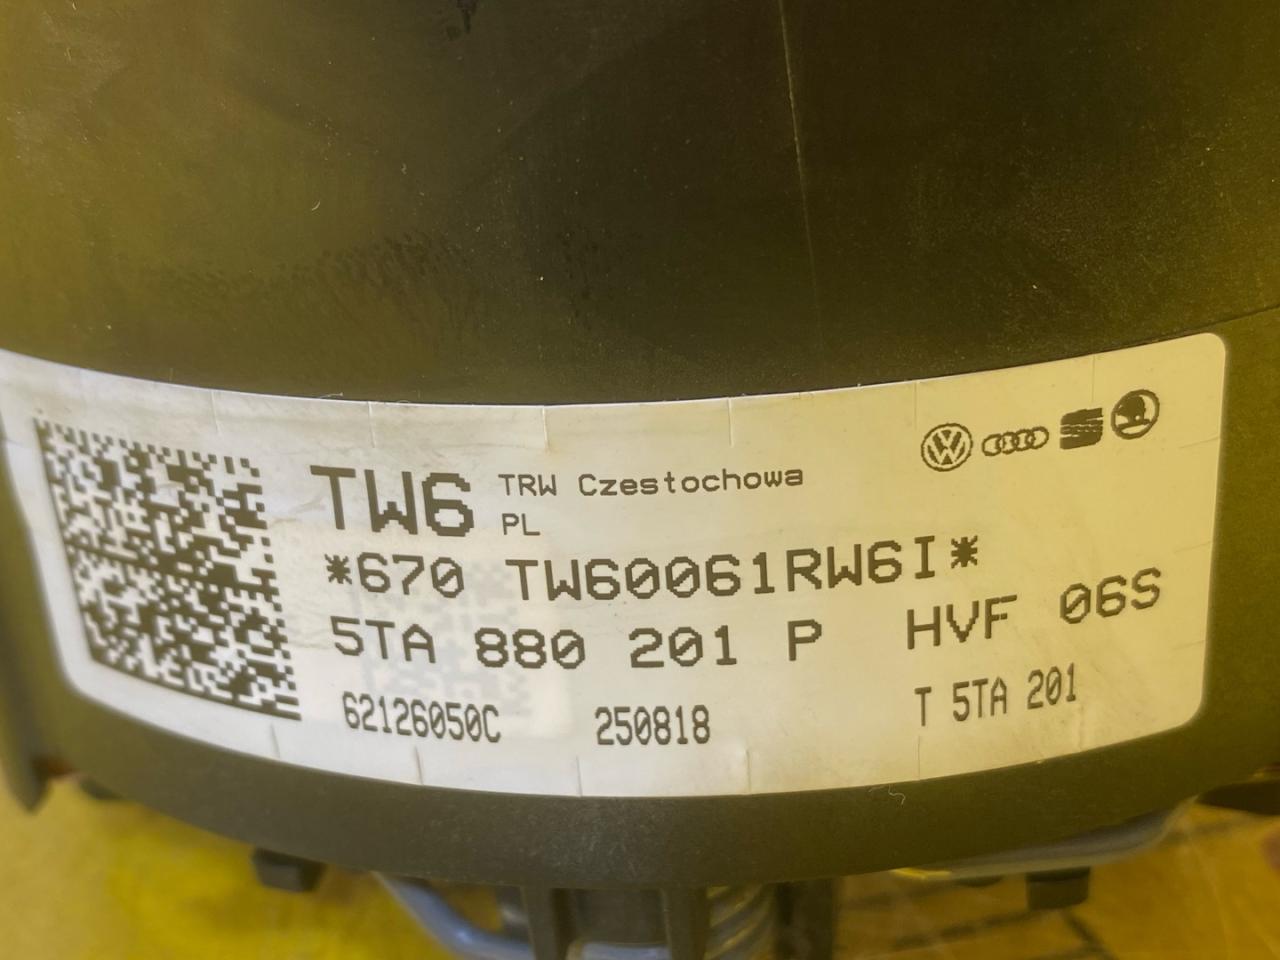 TW6 TRW Czestochowa
PL
*670 TW60061RW6I*
5TA 880 201 P HVF 06S
62126050C 250818 T 5TA 201